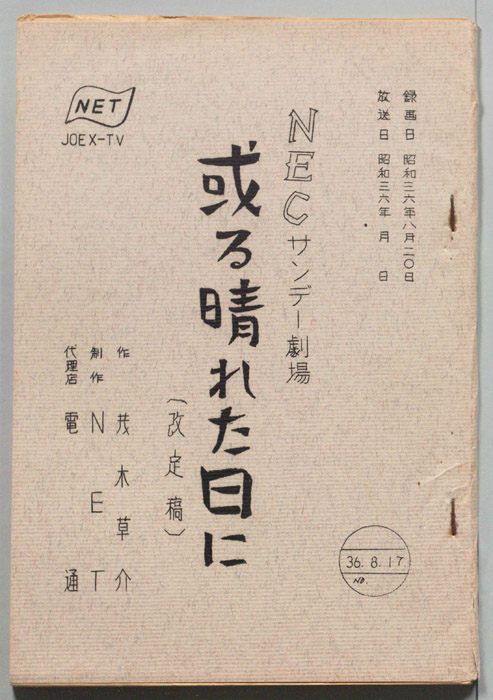 録画日 昭和三六年八月二〇日
放送日 昭和三六年 月 日
NECサンデー劇場
或る晴れた日に
(改定稿)
NET
JOEX-TV
作 茂木草介
制作 NET
代理店 電通
36. 8. 17
NO.